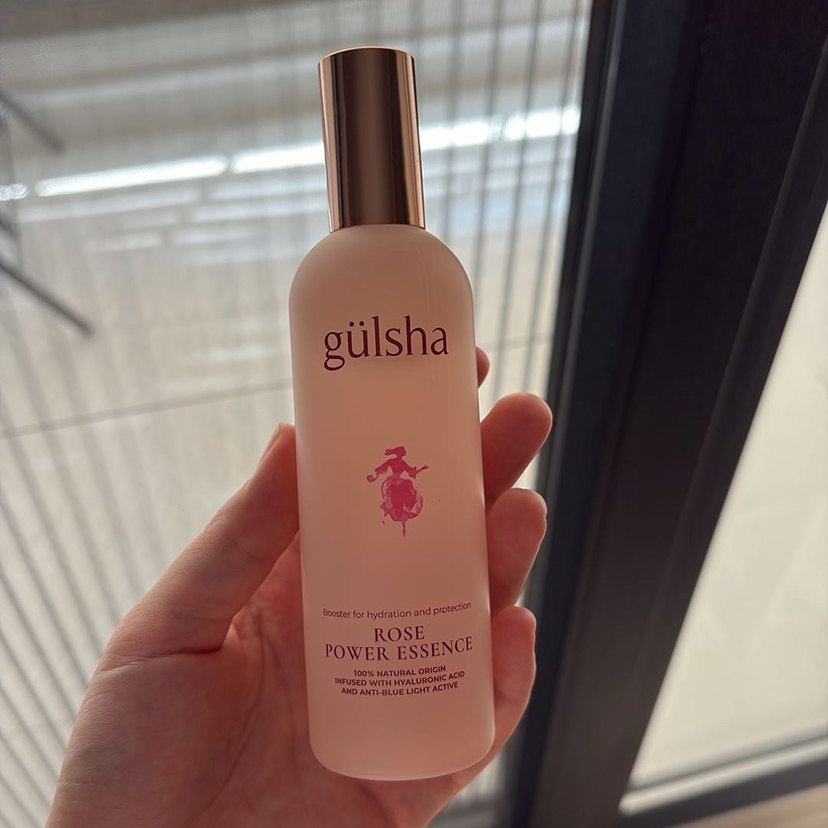 gülsha
Booster for hydration and protection
ROSE
POWER ESSENCE
100% NATURAL ORIGIN
INFUSED WITH HYALURONIC ACID
AND ANTI-BLUE LIGHT ACTIVE